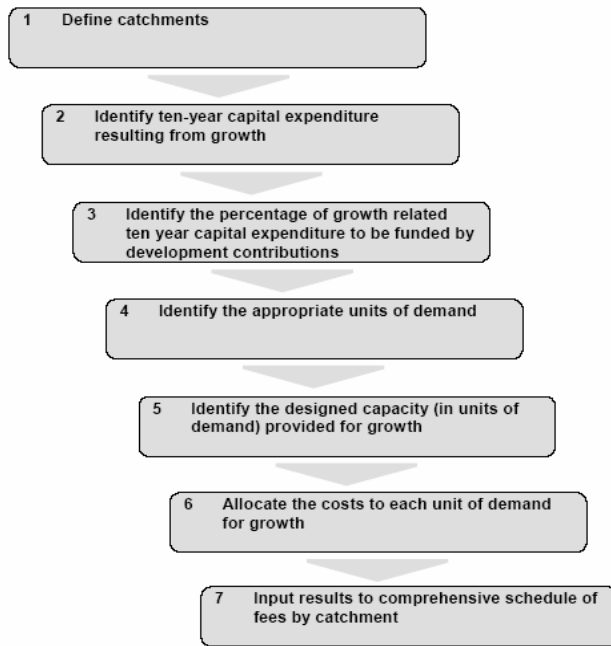 1 Define catchments
2 Identify ten-year capital expenditure
resulting from growth
3 Identify the percentage of growth related
ten year capital expenditure to be funded by
development contributions
4 Identify the appropriate units of demand
5 Identify the designed capacity (in units of
demand) provided for growth
6 Allocate the costs to each unit of demand
for growth
7 Input results to comprehensive schedule of
fees by catchment